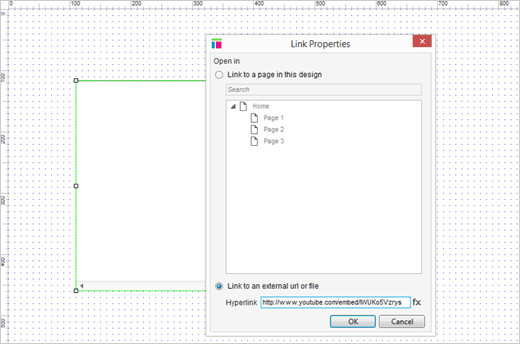 0 100 200 300 400 500 600 700 800
0
100
200
300
400
500
Link Properties
Open in
Link to a page in this design
Search
Home
Page 1
Page 2
Page 3
Link to an external url or file
Hyperlink http://www.youtube.com/embed/IWUKo5Vzrys fx
OK Cancel